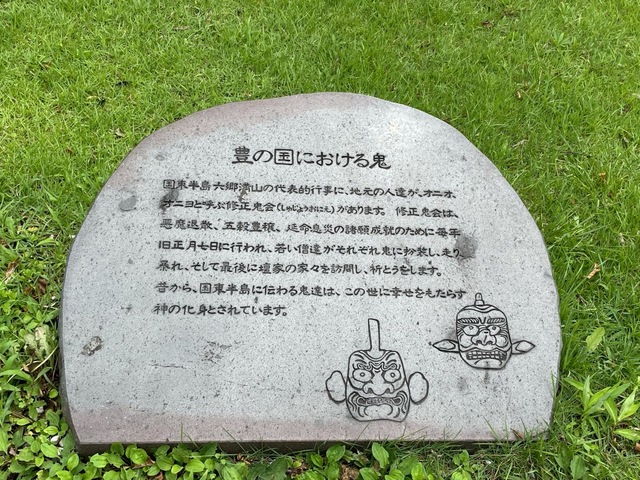 豊の国における鬼
国東半島六郷満山の代表的行事に、地元の人達が、オニオ、
オニヨと呼ぶ修正鬼会(しゅじょうおにえ)があります。 修正鬼会は、
悪魔退散、五穀豊穣、延命息災の諸願成就のために毎年
旧正月七日に行われ、若い僧達がそれぞれ鬼に扮装し、走り
暴れ、そして最後に壇家の家々を訪問し、祈とうをします。
昔から、国東半島に伝わる鬼達は、この世に幸せをもたらす
神の化身とされています。